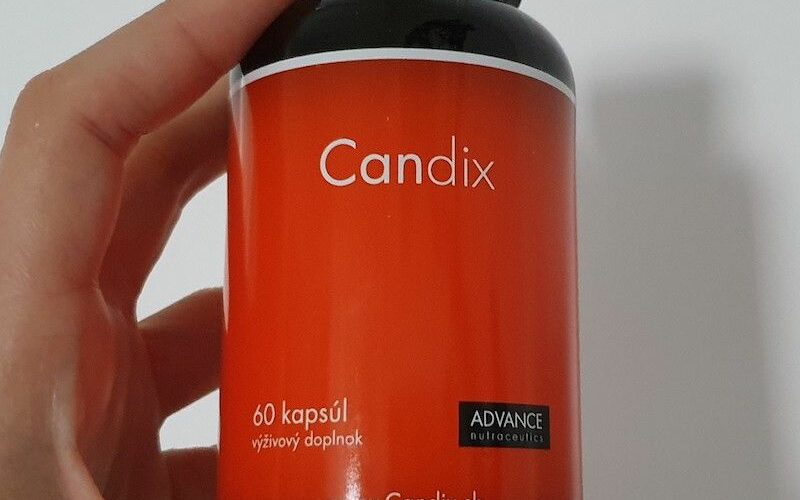 Candix
60 kapsúl
výživový doplnok
ADVANCE
nutraceutics